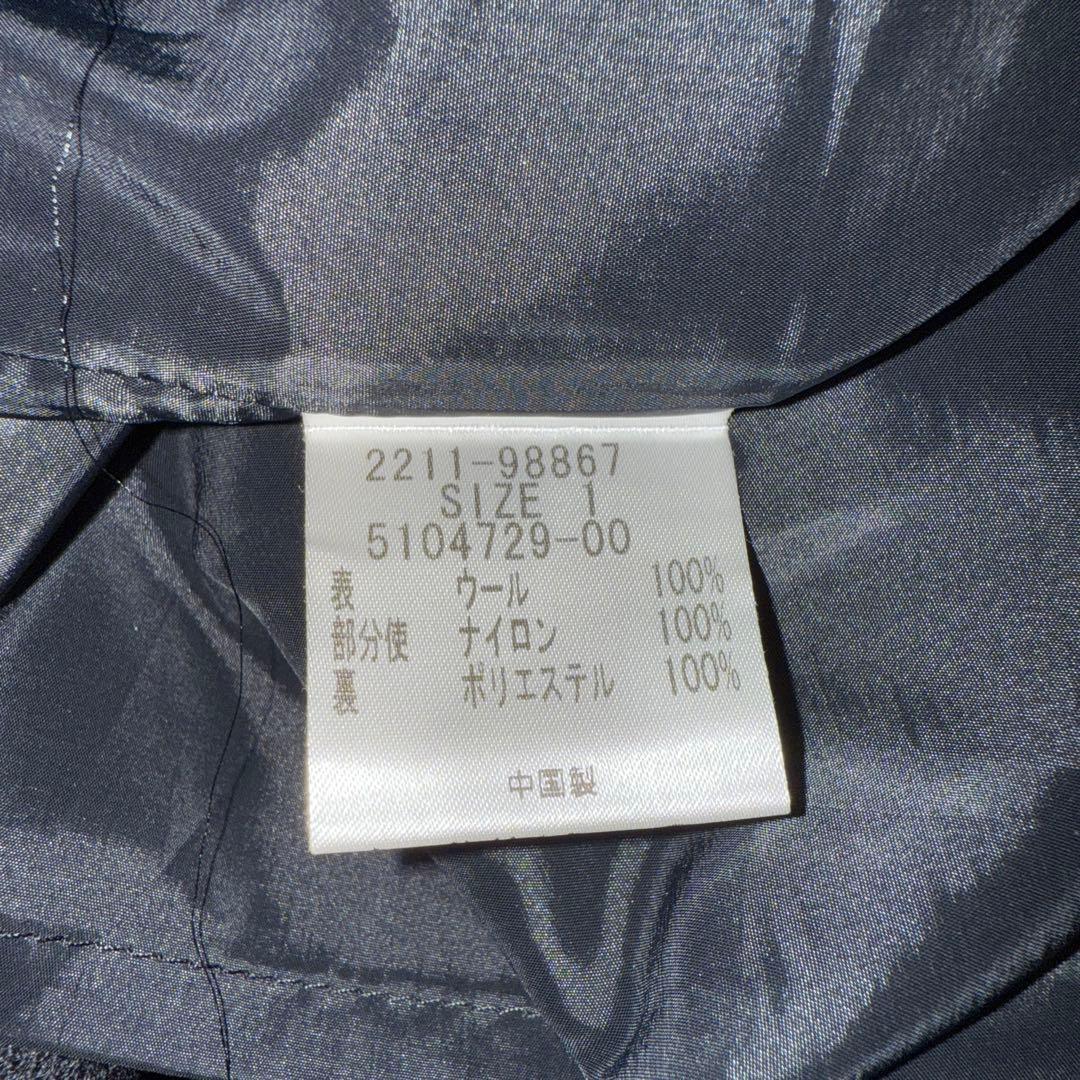 2211-98867
SIZE 1
5104729-00
表 ウール 100%
部分使 ナイロン 100%
裏 ポリエステル 100%
中国製